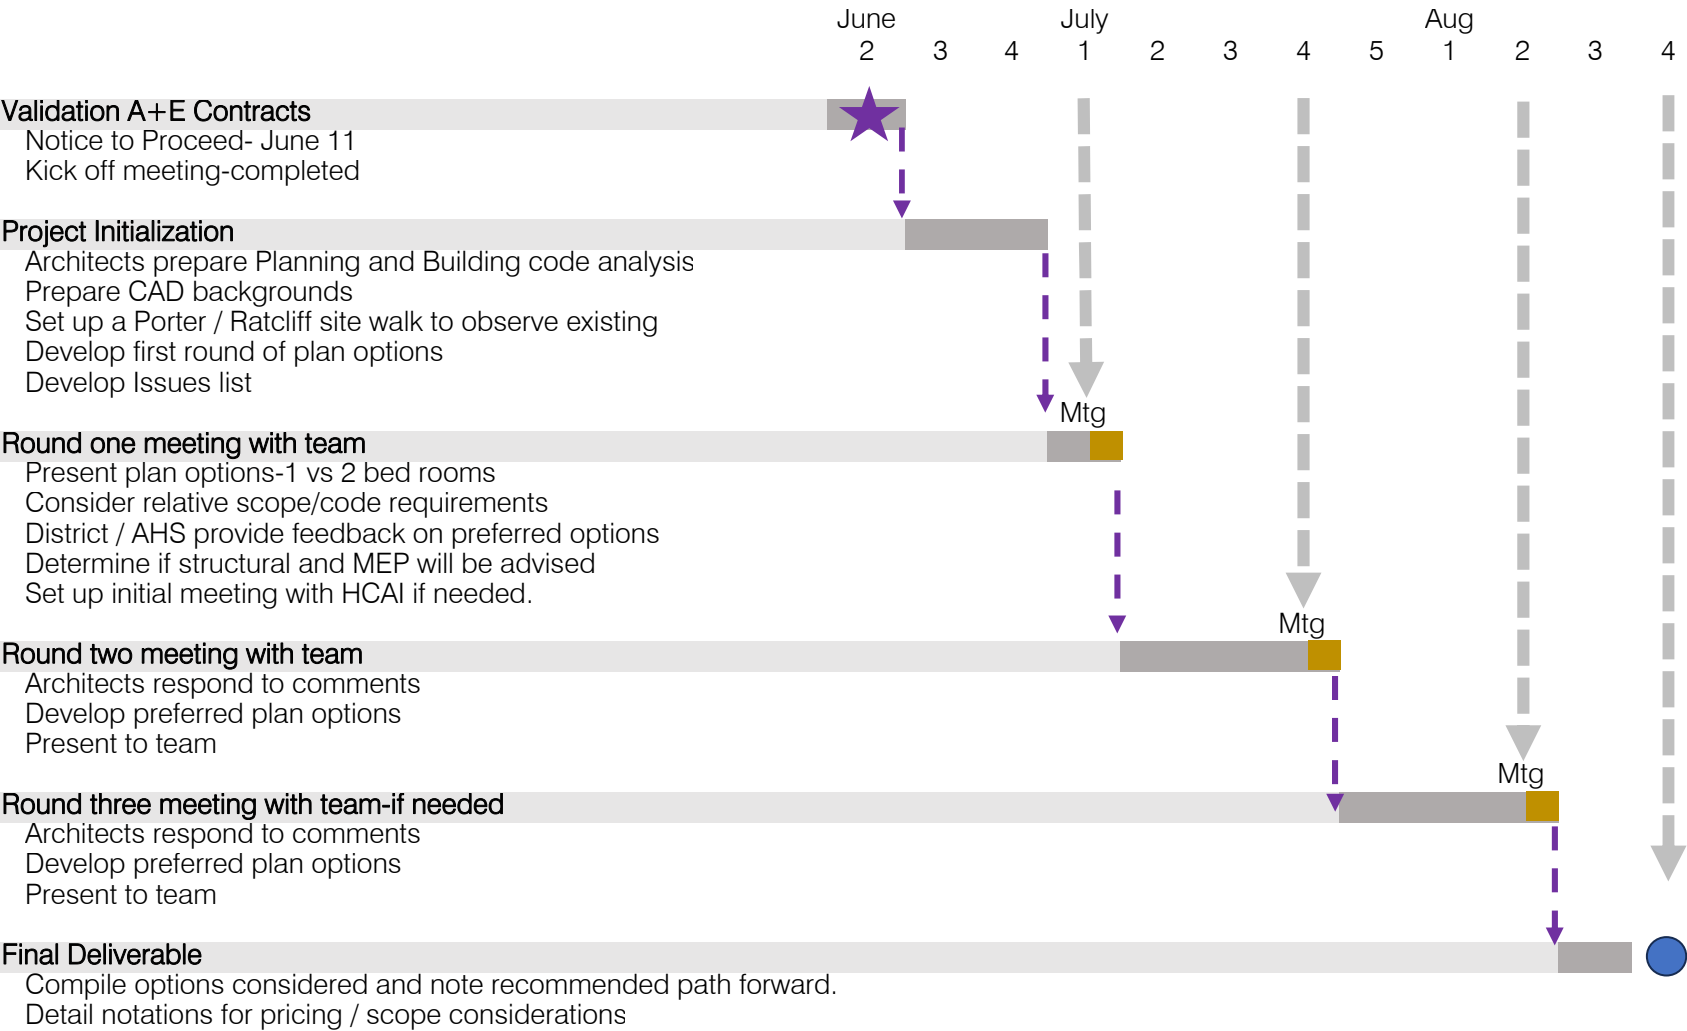 June July Aug
2 3 4 1 2 3 4 5 1 2 3 4
Validation A+E Contracts
Notice to Proceed- June 11
Kick off meeting-completed
Project Initialization
Architects prepare Planning and Building code analysis
Prepare CAD backgrounds
Set up a Porter / Ratcliff site walk to observe existing
Develop first round of plan options
Develop Issues list
Mtg
Round one meeting with team
Present plan options-1 vs 2 bed rooms
Consider relative scope/code requirements
District / AHS provide feedback on preferred options
Determine if structural and MEP will be advised
Set up initial meeting with HCAI if needed.
Mtg
Round two meeting with team
Architects respond to comments
Develop preferred plan options
Present to team
Mtg
Round three meeting with team-if needed
Architects respond to comments
Develop preferred plan options
Present to team
Final Deliverable
Compile options considered and note recommended path forward.
Detail notations for pricing / scope considerations